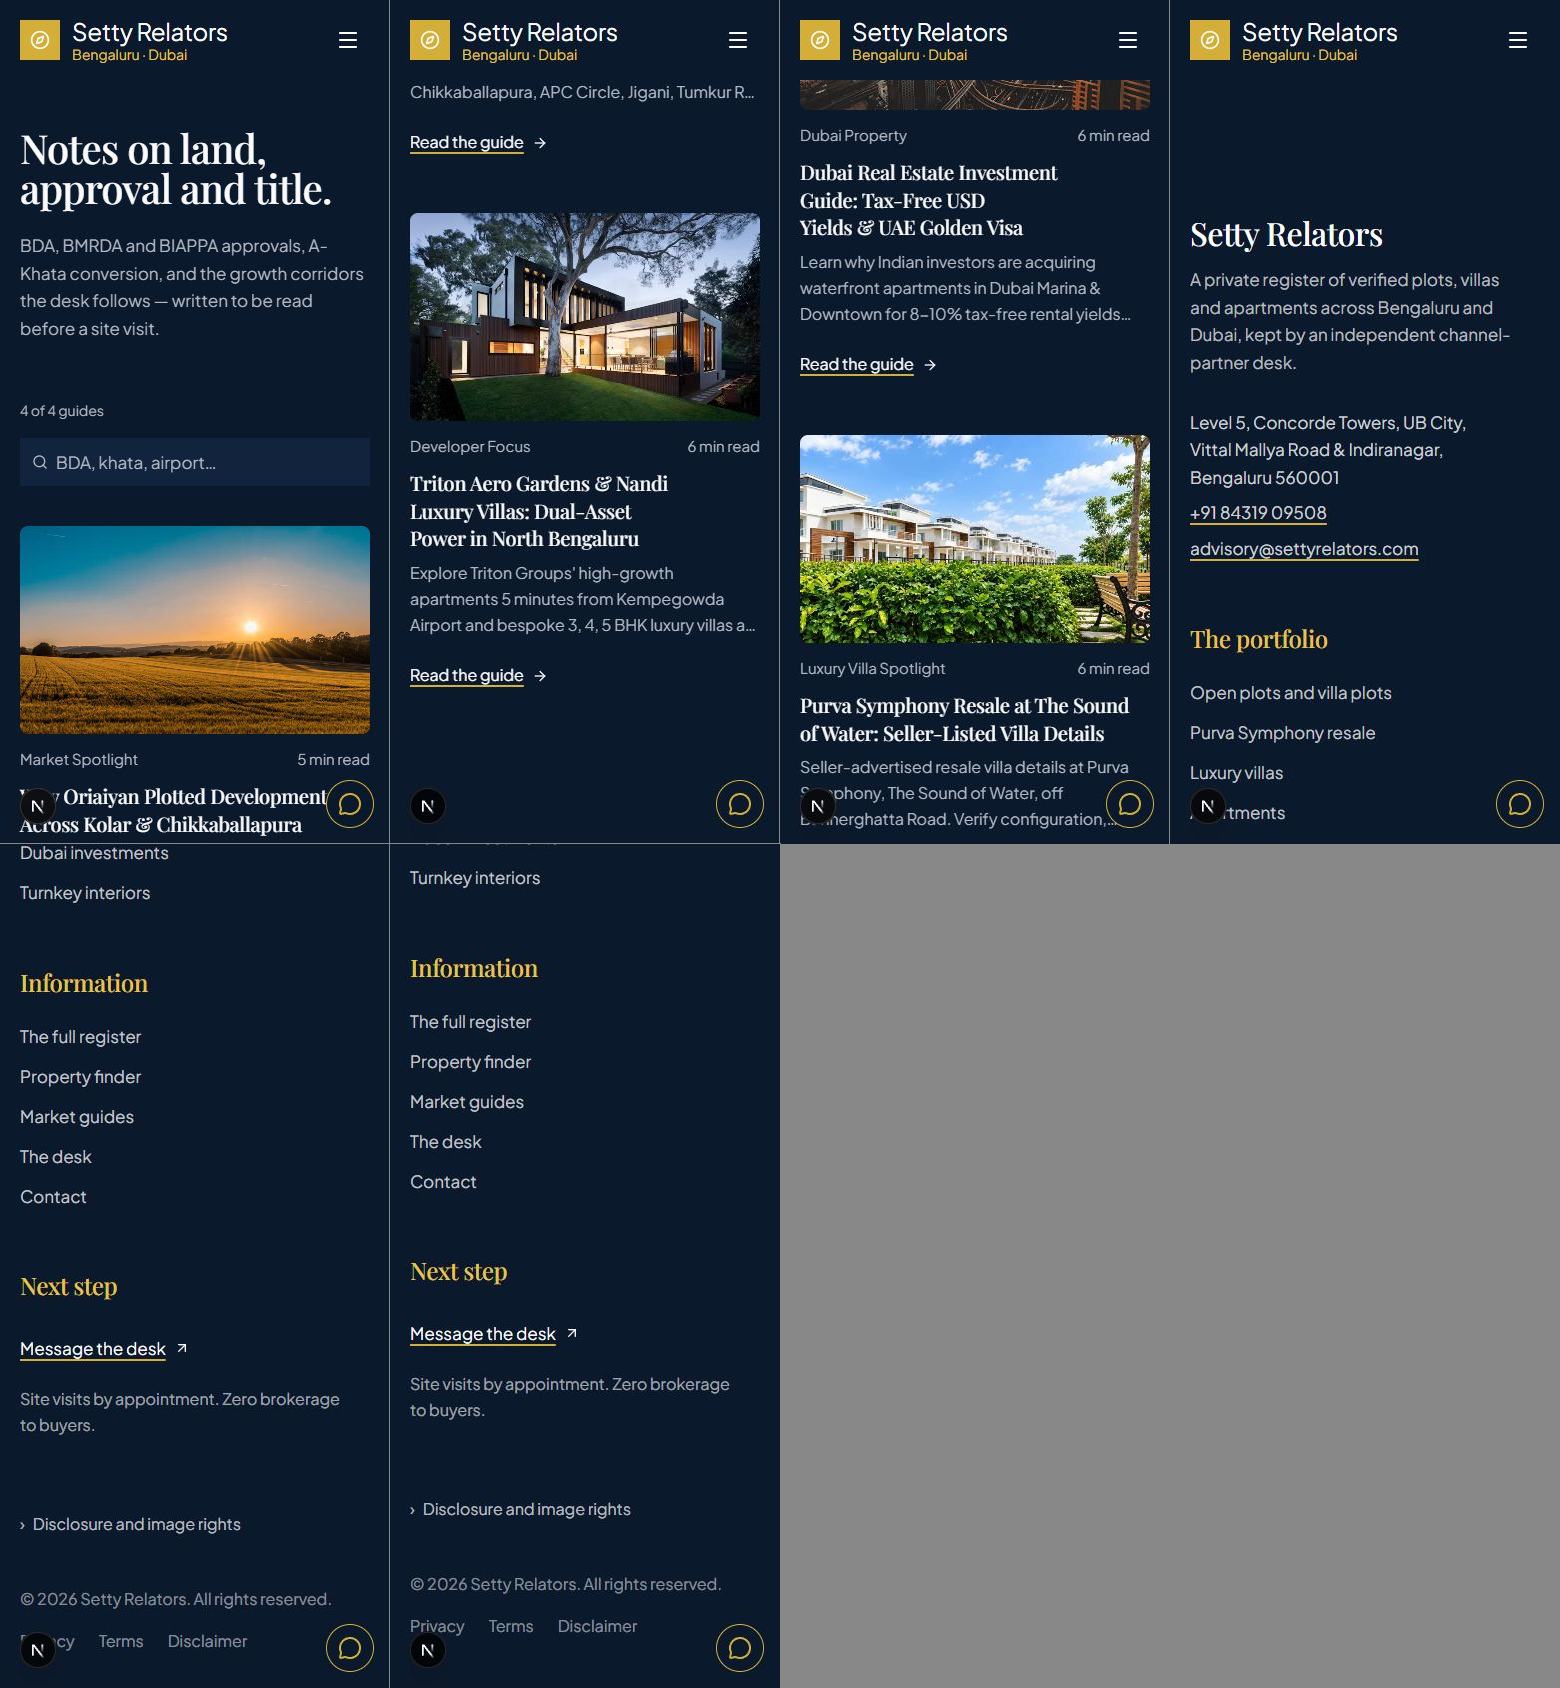 Setty Relators
Bengaluru · Dubai
Notes on land,
approval and title.
BDA, BMRDA and BIAPPA approvals, A-
Khata conversion, and the growth corridors
the desk follows — written to be read
before a site visit.
4 of 4 guides
BDA, khata, airport...
Market Spotlight
5 min read
Oriaiyan Plotted Development
Across Kolar & Chikkaballapura
N
Setty Relators
Bengaluru · Dubai
Chikkaballapura, APC Circle, Jigani, Tumkur R...
Read the guide →
Developer Focus
6 min read
Triton Aero Gardens & Nandi
Luxury Villas: Dual-Asset
Power in North Bengaluru
Explore Triton Groups' high-growth
apartments 5 minutes from Kempegowda
Airport and bespoke 3, 4, 5 BHK luxury villas a...
Read the guide →
N
Setty Relators
Bengaluru · Dubai
Dubai Property
6 min read
Dubai Real Estate Investment
Guide: Tax-Free USD
Yields & UAE Golden Visa
Learn why Indian investors are acquiring
waterfront apartments in Dubai Marina &
Downtown for 8–10% tax-free rental yields...
Read the guide →
Luxury Villa Spotlight
6 min read
Purva Symphony Resale at The Sound
of Water: Seller-Listed Villa Details
Seller-advertised resale villa details at Purva
Symphony, The Sound of Water, off
Bannerghatta Road. Verify configuration,...
N
Setty Relators
Bengaluru · Dubai
Setty Relators
A private register of verified plots, villas
and apartments across Bengaluru and
Dubai, kept by an independent channel-
partner desk.
Level 5, Concorde Towers, UB City,
Vittal Mallya Road & Indiranagar,
Bengaluru 560001
+91 84319 09508
advisory@settyrelators.com
The portfolio
Open plots and villa plots
Purva Symphony resale
Luxury villas
Apartments
N
Dubai investments
Turnkey interiors
Information
The full register
Property finder
Market guides
The desk
Contact
Next step
Message the desk ↗
Site visits by appointment. Zero brokerage
to buyers.
› Disclosure and image rights
© 2026 Setty Relators. All rights reserved.
Privacy Terms Disclaimer
N
Turnkey interiors
Information
The full register
Property finder
Market guides
The desk
Contact
Next step
Message the desk ↗
Site visits by appointment. Zero brokerage
to buyers.
› Disclosure and image rights
© 2026 Setty Relators. All rights reserved.
Privacy Terms Disclaimer
N